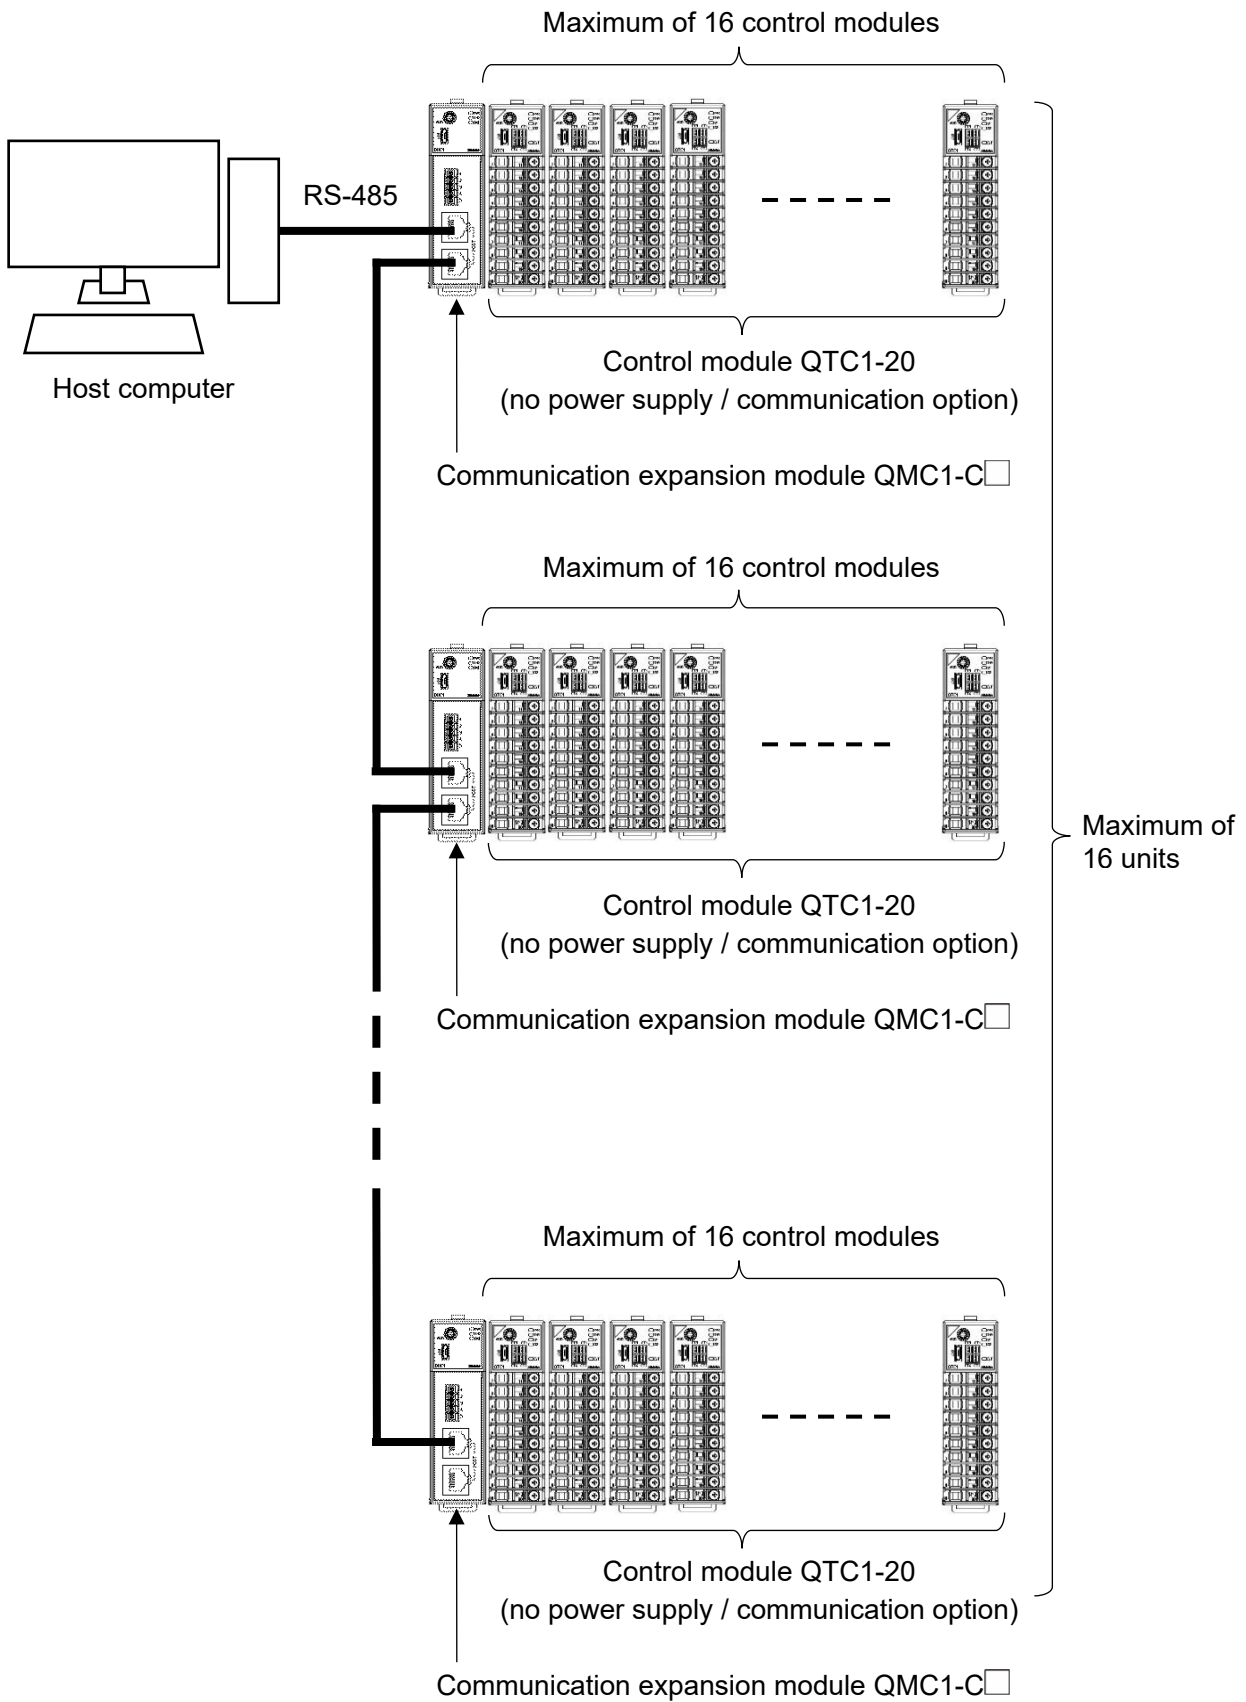 Maximum of 16 control modules
RS-485
Host computer
Control module QTC1-20
(no power supply / communication option)
Communication expansion module QMC1-C□
Maximum of 16 control modules
Maximum of
16 units
Control module QTC1-20
(no power supply / communication option)
Communication expansion module QMC1-C□
Maximum of 16 control modules
Control module QTC1-20
(no power supply / communication option)
Communication expansion module QMC1-C□